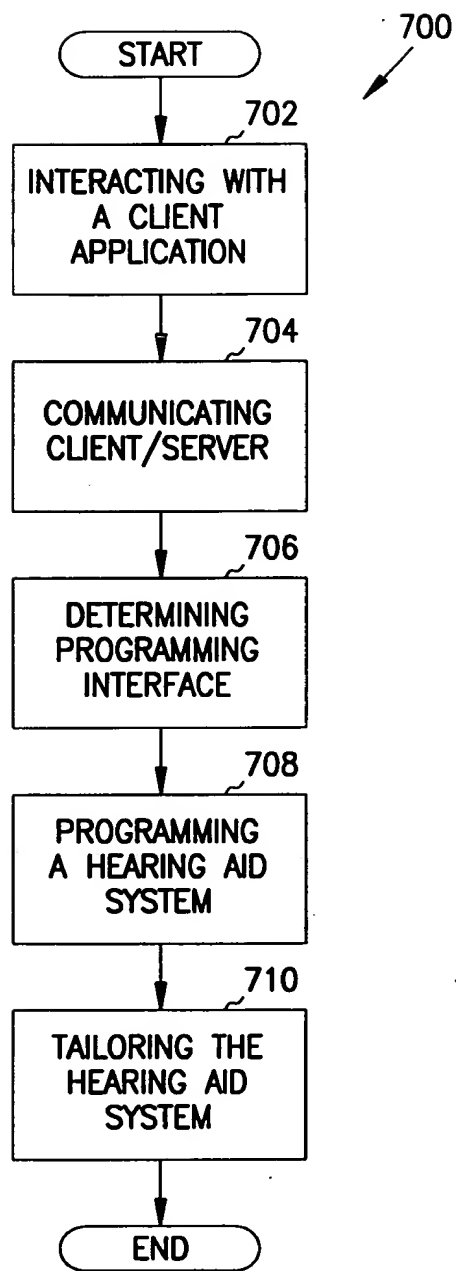 START
700
702
INTERACTING WITH
A CLIENT
APPLICATION
704
COMMUNICATING
CLIENT/SERVER
706
DETERMINING
PROGRAMMING
INTERFACE
708
PROGRAMMING
A HEARING AID
SYSTEM
710
TAILORING THE
HEARING AID
SYSTEM
END